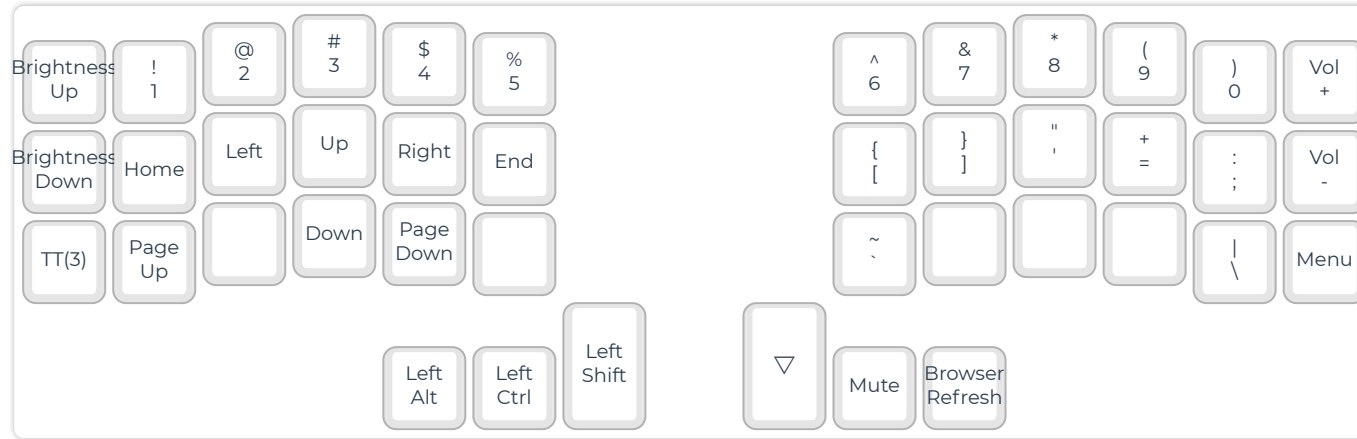 Brightness
Up
!
1
@
2
#
3
$
4
%
5
^
6
&
7
*
8
(
9
)
0
Vol
+
Brightness
Down
Home
Left
Up
Right
End
{
[
}
]
"
'
+
=
:
;
Vol
-
TT(3)
Page
Up
Down
Page
Down
~
`
|
\
Menu
Left
Alt
Left
Ctrl
Left
Shift
▽
Mute
Browser
Refresh